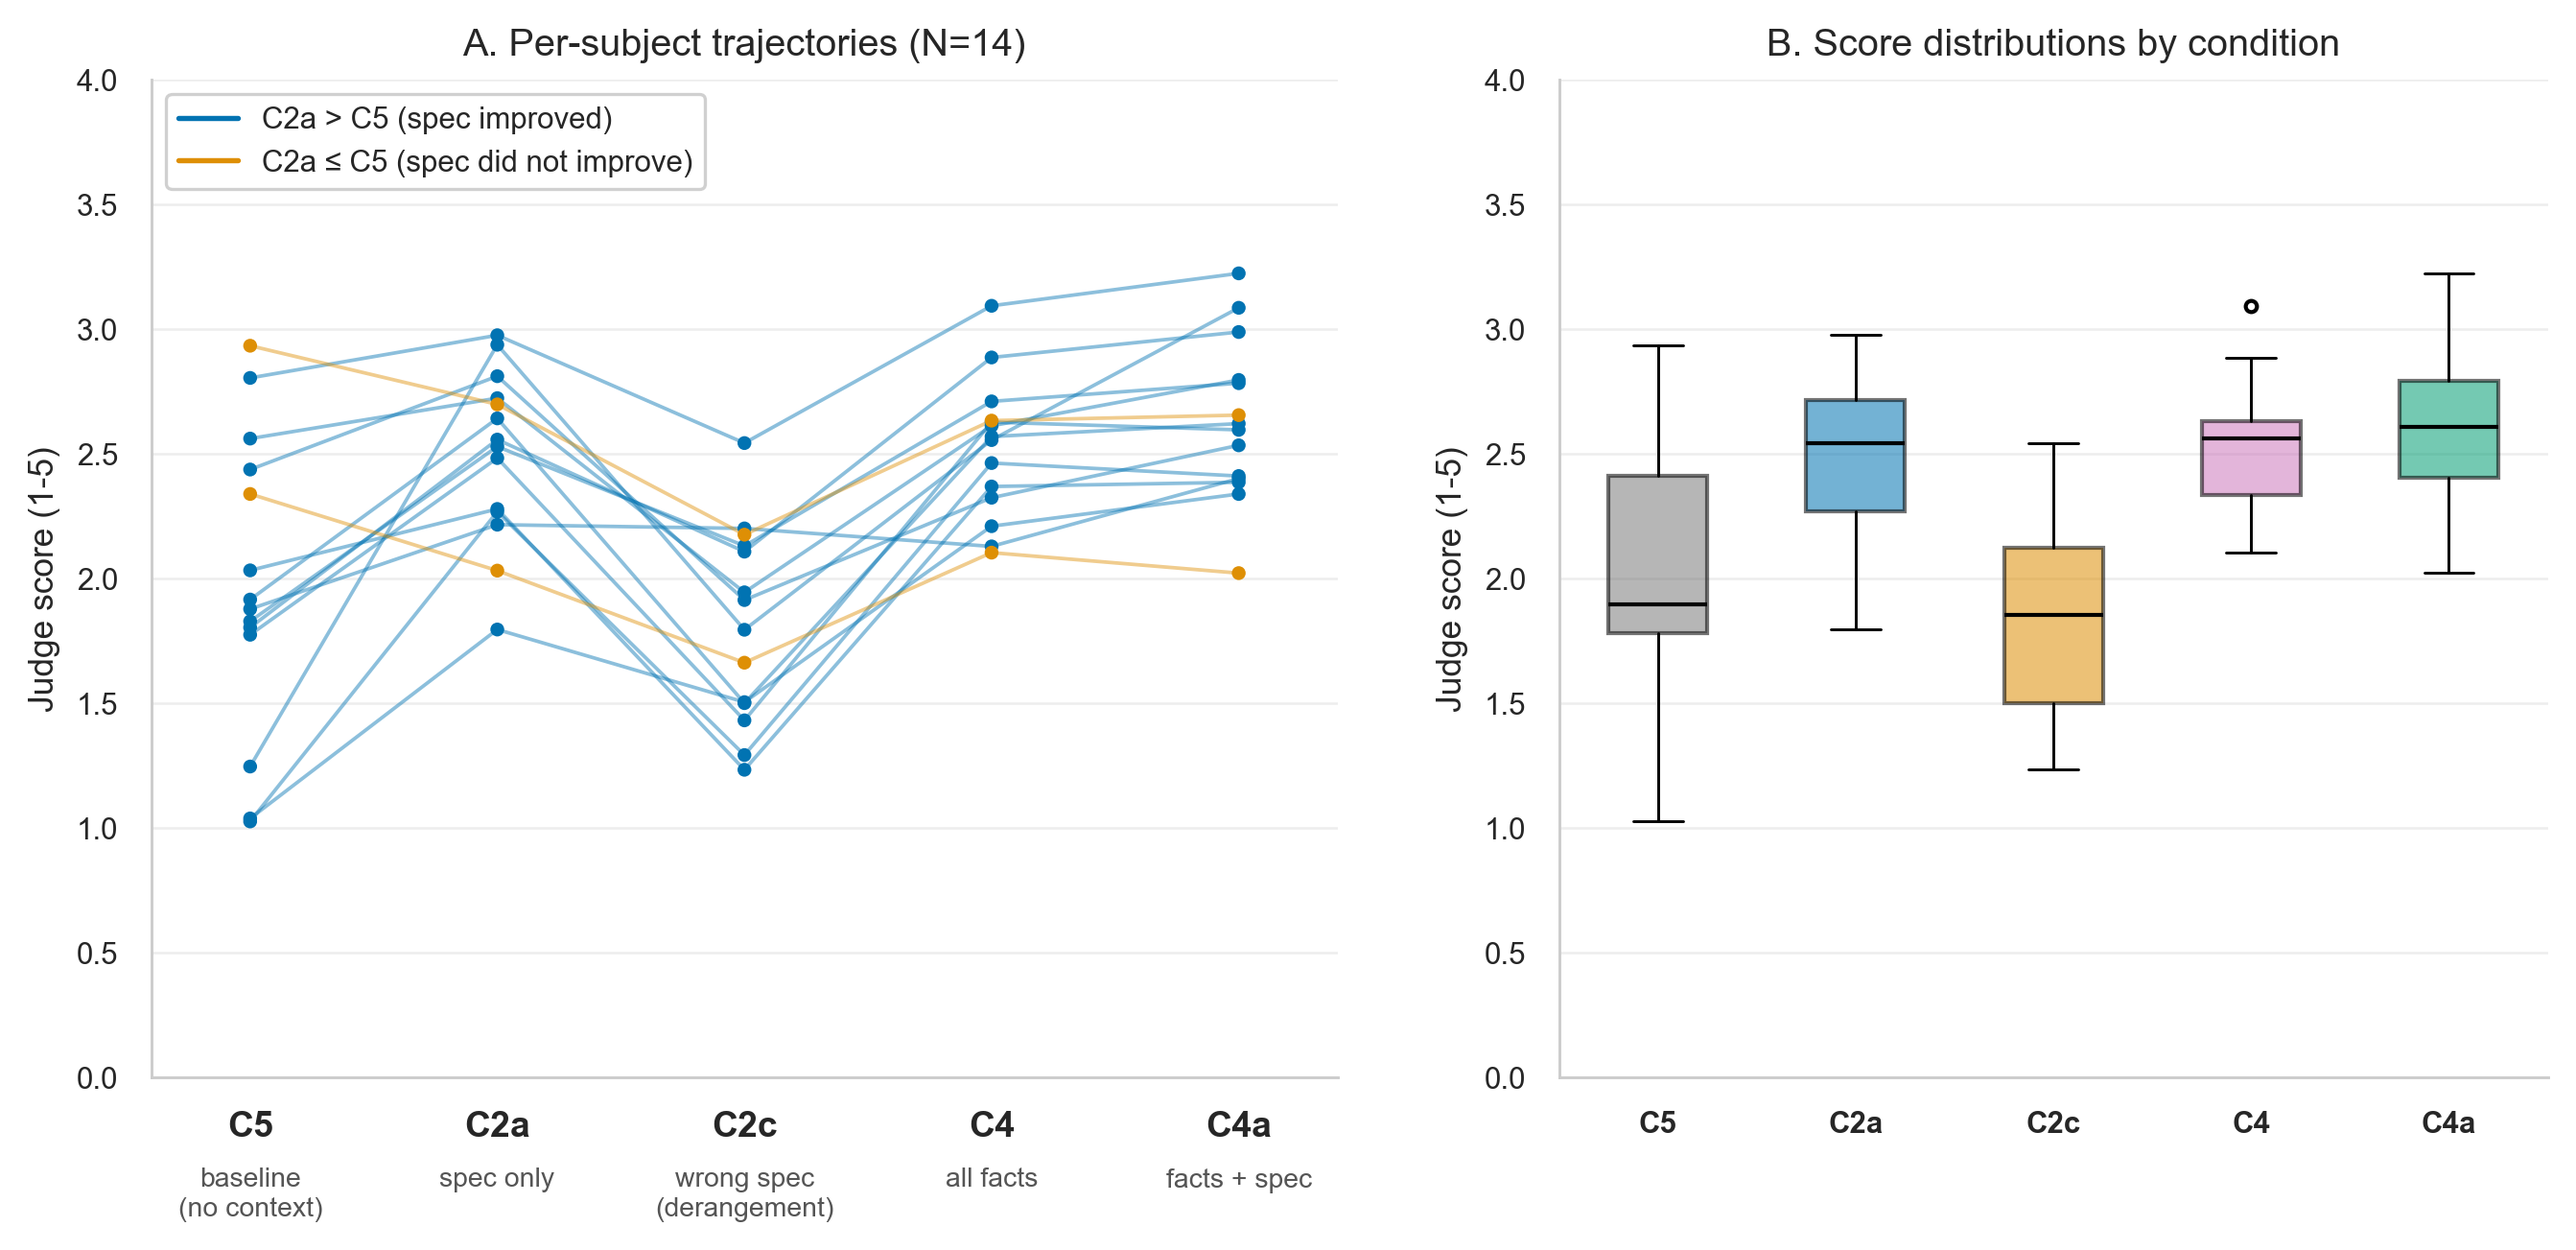 A. Per-subject trajectories (N=14)
C2a > C5 (spec improved)
C2a ≤ C5 (spec did not improve)
Judge score (1-5)
4.0
3.5
3.0
2.5
2.0
1.5
1.0
0.5
0.0
C5
C2a
C2c
C4
C4a
baseline
(no context)
spec only
wrong spec
(derangement)
all facts
facts + spec
B. Score distributions by condition
Judge score (1-5)
4.0
3.5
3.0
2.5
2.0
1.5
1.0
0.5
0.0
C5
C2a
C2c
C4
C4a